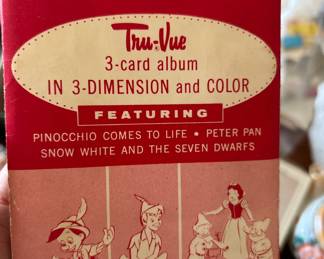 Tru-Vue
3-card album
IN 3-DIMENSION and COLOR
FEATURING
PINOCCHIO COMES TO LIFE • PETER PAN
SNOW WHITE AND THE SEVEN DWARFS